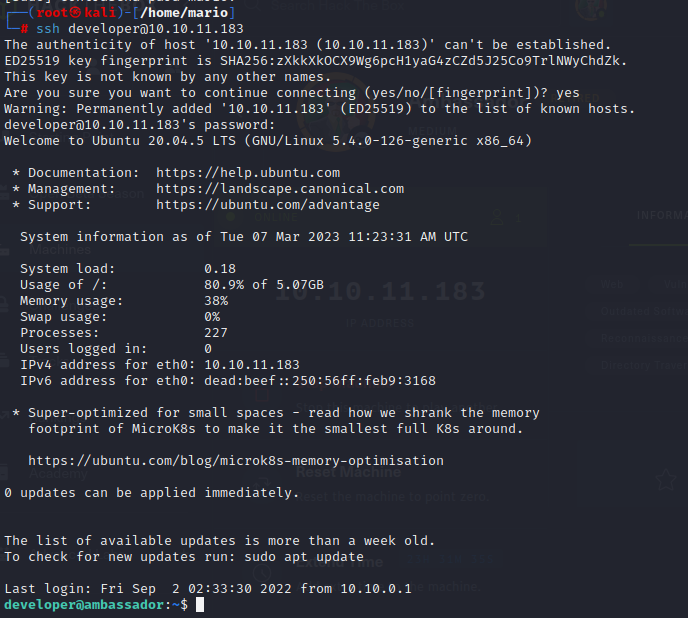 ┌──(root㉿kali)-[/home/mario]
└─# ssh developer@10.10.11.183
The authenticity of host '10.10.11.183 (10.10.11.183)' can't be established.
ED25519 key fingerprint is SHA256:zXkkXkOCX9Wg6pcH1yaG4zCZd5J25Co9TrlNWyChdZk.
This key is not known by any other names.
Are you sure you want to continue connecting (yes/no/[fingerprint])? yes
Warning: Permanently added '10.10.11.183' (ED25519) to the list of known hosts.
developer@10.10.11.183's password:
Welcome to Ubuntu 20.04.5 LTS (GNU/Linux 5.4.0-126-generic x86_64)
* Documentation:  https://help.ubuntu.com
* Management:     https://landscape.canonical.com
* Support:        https://ubuntu.com/advantage
System information as of Tue 07 Mar 2023 11:23:31 AM UTC
System load:           0.18
Usage of /:            80.9% of 5.07GB
Memory usage:          38%
Swap usage:            0%
Processes:             227
Users logged in:       0
IPv4 address for eth0: 10.10.11.183
IPv6 address for eth0: dead:beef::250:56ff:feb9:3168
* Super-optimized for small spaces - read how we shrank the memory
footprint of MicroK8s to make it the smallest full K8s around.
https://ubuntu.com/blog/microk8s-memory-optimisation
0 updates can be applied immediately.
The list of available updates is more than a week old.
To check for new updates run: sudo apt update
Last login: Fri Sep  2 02:33:30 2022 from 10.10.0.1
developer@ambassador:~$